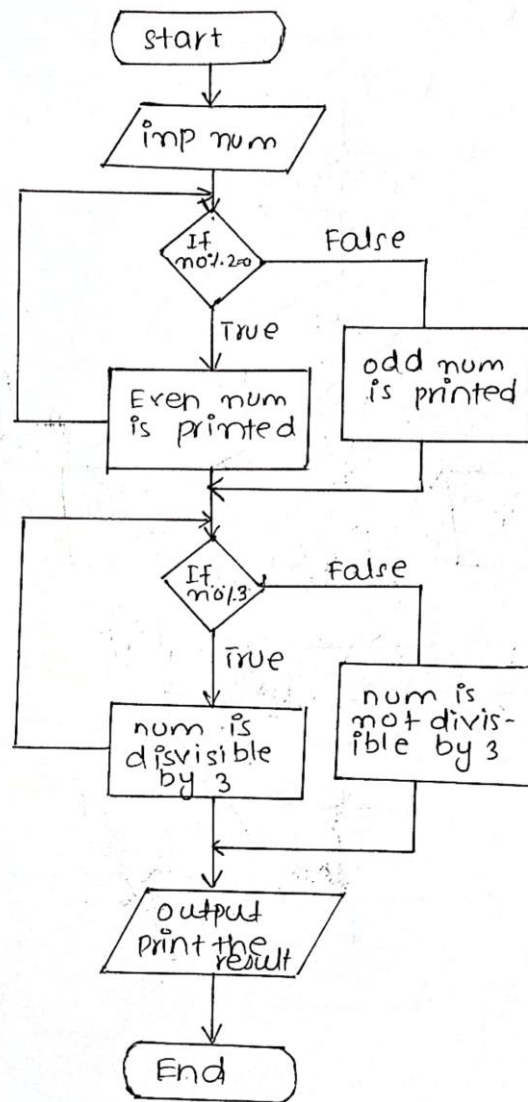 start
inp num
If
no%2=0
False
True
Even num
is printed
odd num
is printed
If
no%3
False
True
num is
disvisible
by 3
num is
not divis-
ible by 3
output
print the
result
End